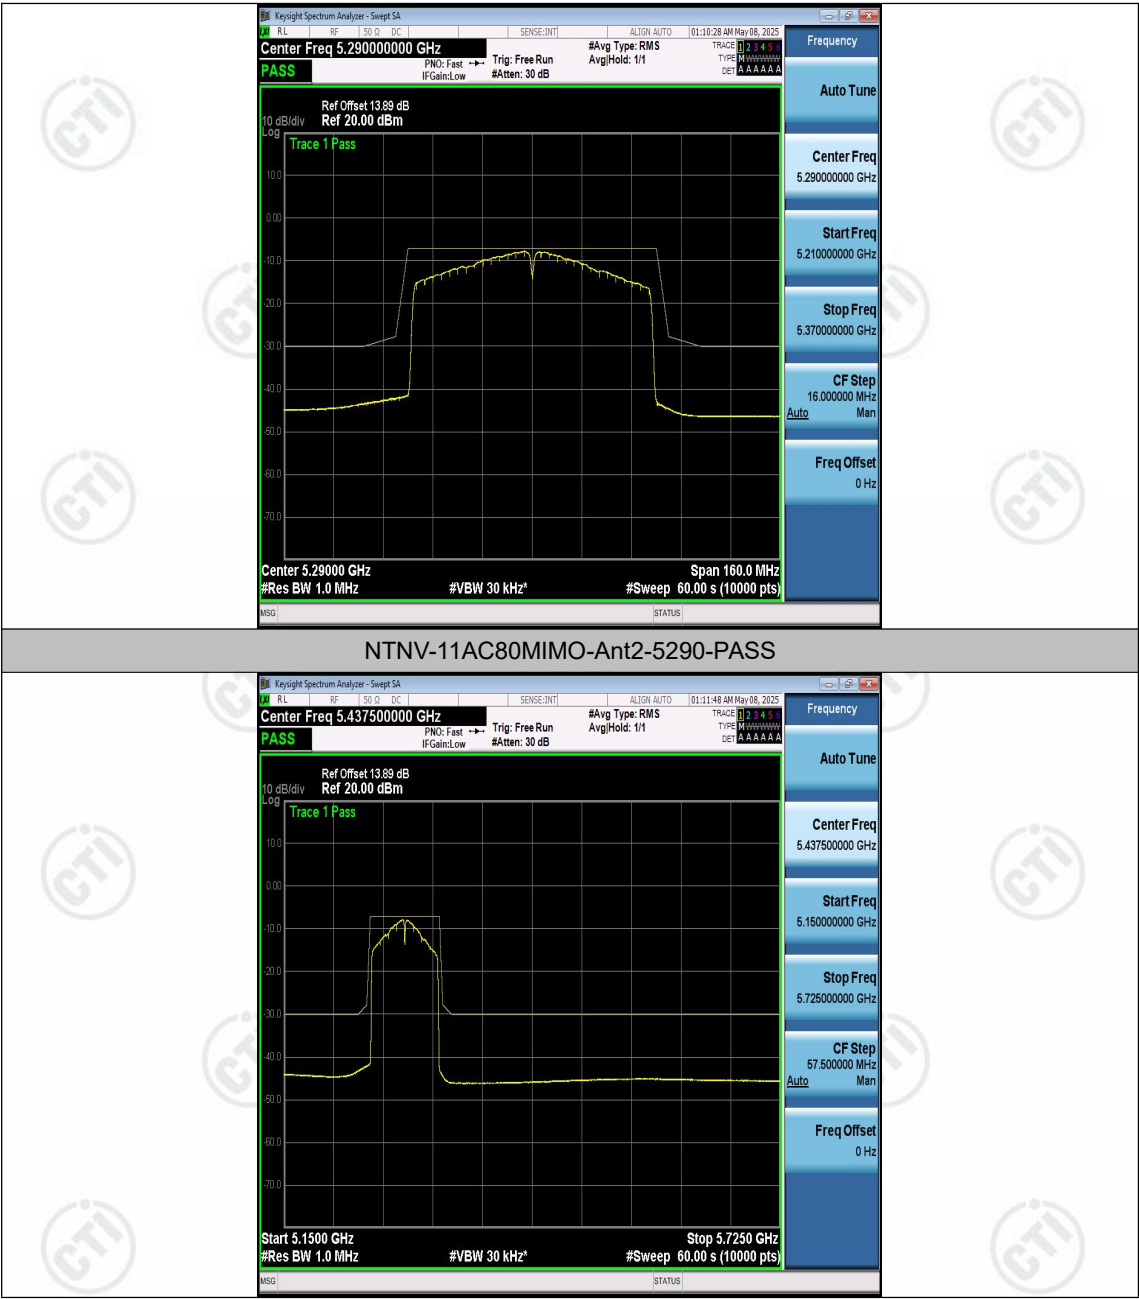 Keysight Spectrum Analyzer - Swept SA
RL RF 50 Ω DC SENSE:INT ALIGN AUTO 01:10:28 AM May 08, 2025
Center Freq 5.290000000 GHz
PASS
PNO: Fast
IFGain:Low
Trig: Free Run
#Atten: 30 dB
#Avg Type: RMS
Avg|Hold: 1/1
TRACE 1 2 3 4 5 6
TYPE M WWWWW
DET A A A A A A
Frequency
Auto Tune
Center Freq
5.290000000 GHz
Start Freq
5.210000000 GHz
Stop Freq
5.370000000 GHz
CF Step
16.000000 MHz
Auto Man
Freq Offset
0 Hz
Ref Offset 13.89 dB
10 dB/div Ref 20.00 dBm
Log
Trace 1 Pass
10.0
0.00
-10.0
-20.0
-30.0
-40.0
-50.0
-60.0
-70.0
Center 5.29000 GHz Span 160.0 MHz
#Res BW 1.0 MHz #VBW 30 kHz* #Sweep 60.00 s (10000 pts)
MSG STATUS
NTNV-11AC80MIMO-Ant2-5290-PASS
Keysight Spectrum Analyzer - Swept SA
RL RF 50 Ω DC SENSE:INT ALIGN AUTO 01:11:48 AM May 08, 2025
Center Freq 5.437500000 GHz
PASS
PNO: Fast
IFGain:Low
Trig: Free Run
#Atten: 30 dB
#Avg Type: RMS
Avg|Hold: 1/1
TRACE 1 2 3 4 5 6
TYPE M WWWWW
DET A A A A A A
Frequency
Auto Tune
Center Freq
5.437500000 GHz
Start Freq
5.150000000 GHz
Stop Freq
5.725000000 GHz
CF Step
57.500000 MHz
Auto Man
Freq Offset
0 Hz
Ref Offset 13.89 dB
10 dB/div Ref 20.00 dBm
Log
Trace 1 Pass
10.0
0.00
-10.0
-20.0
-30.0
-40.0
-50.0
-60.0
-70.0
Start 5.1500 GHz Stop 5.7250 GHz
#Res BW 1.0 MHz #VBW 30 kHz* #Sweep 60.00 s (10000 pts)
MSG STATUS
CTI
CTI
CTI
CTI
CTI
CTI
CTI
CTI
CTI
CTI
CTI
CTI